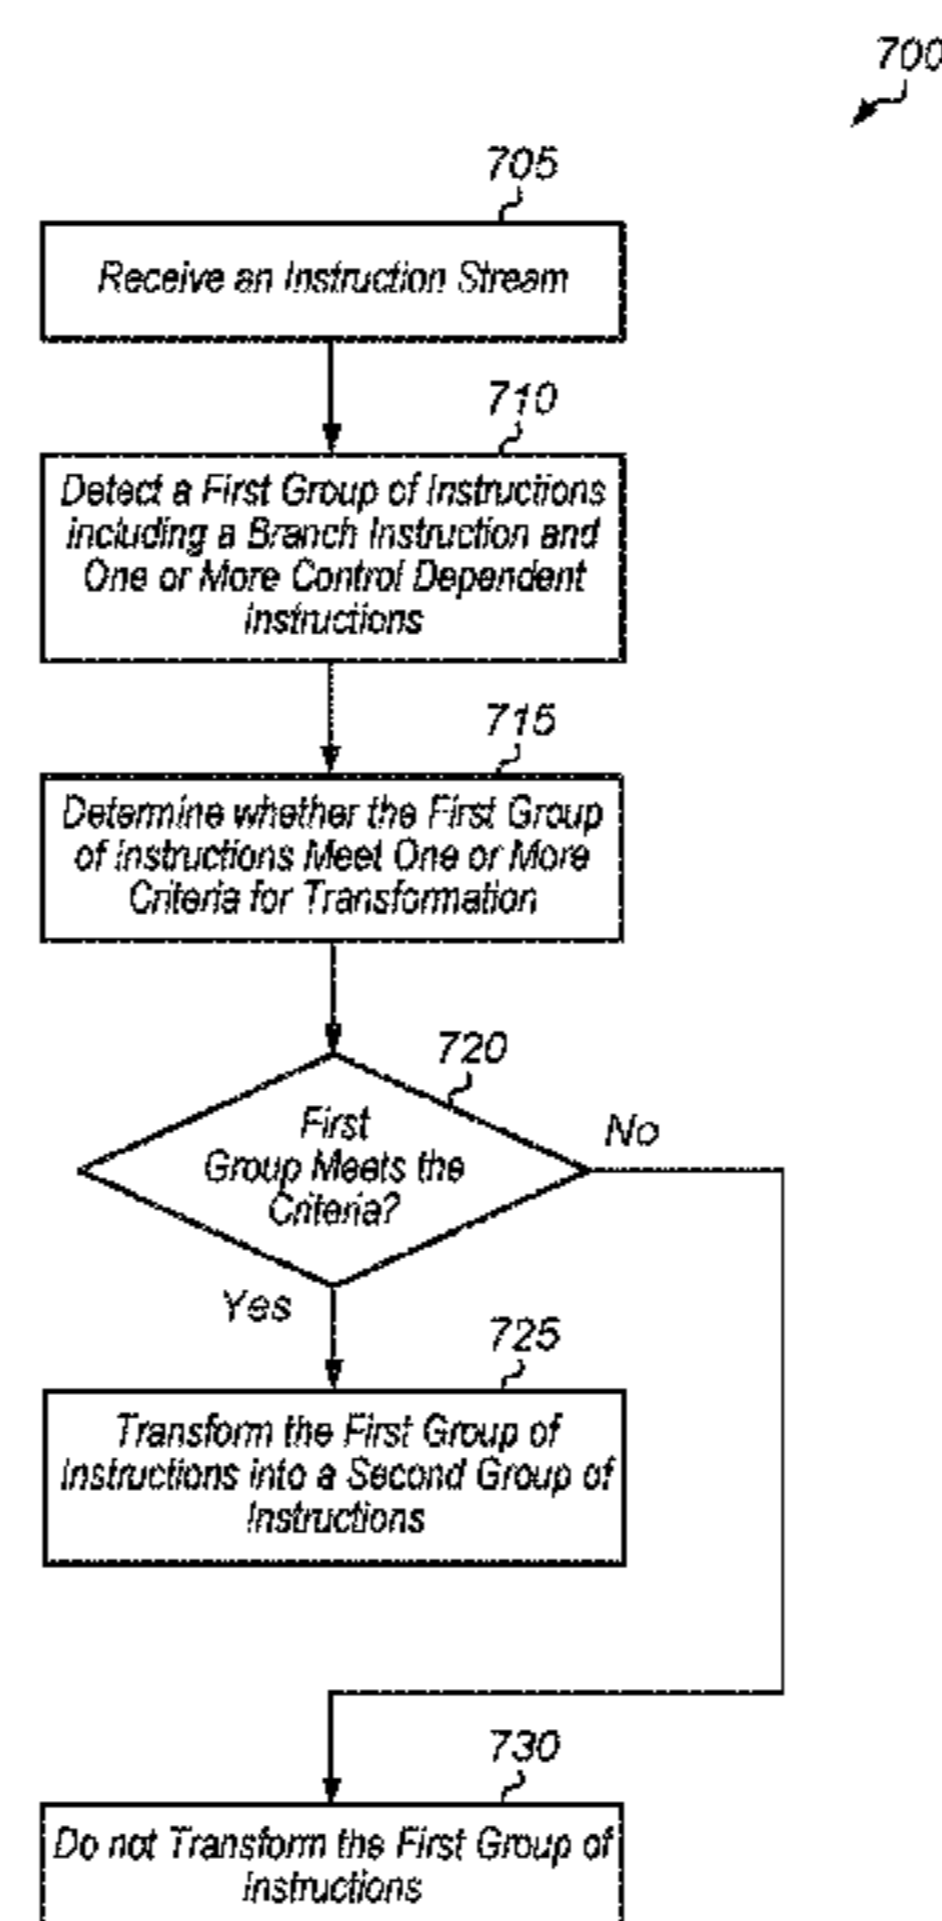 700
705
Receive an Instruction Stream
710
Detect a First Group of Instructions
including a Branch Instruction and
One or More Control Dependent
Instructions
715
Determine whether the First Group
of Instructions Meet One or More
Criteria for Transformation
720
First
Group Meets the
Criteria?
No
Yes
725
Transform the First Group of
Instructions into a Second Group of
Instructions
730
Do not Transform the First Group of
Instructions